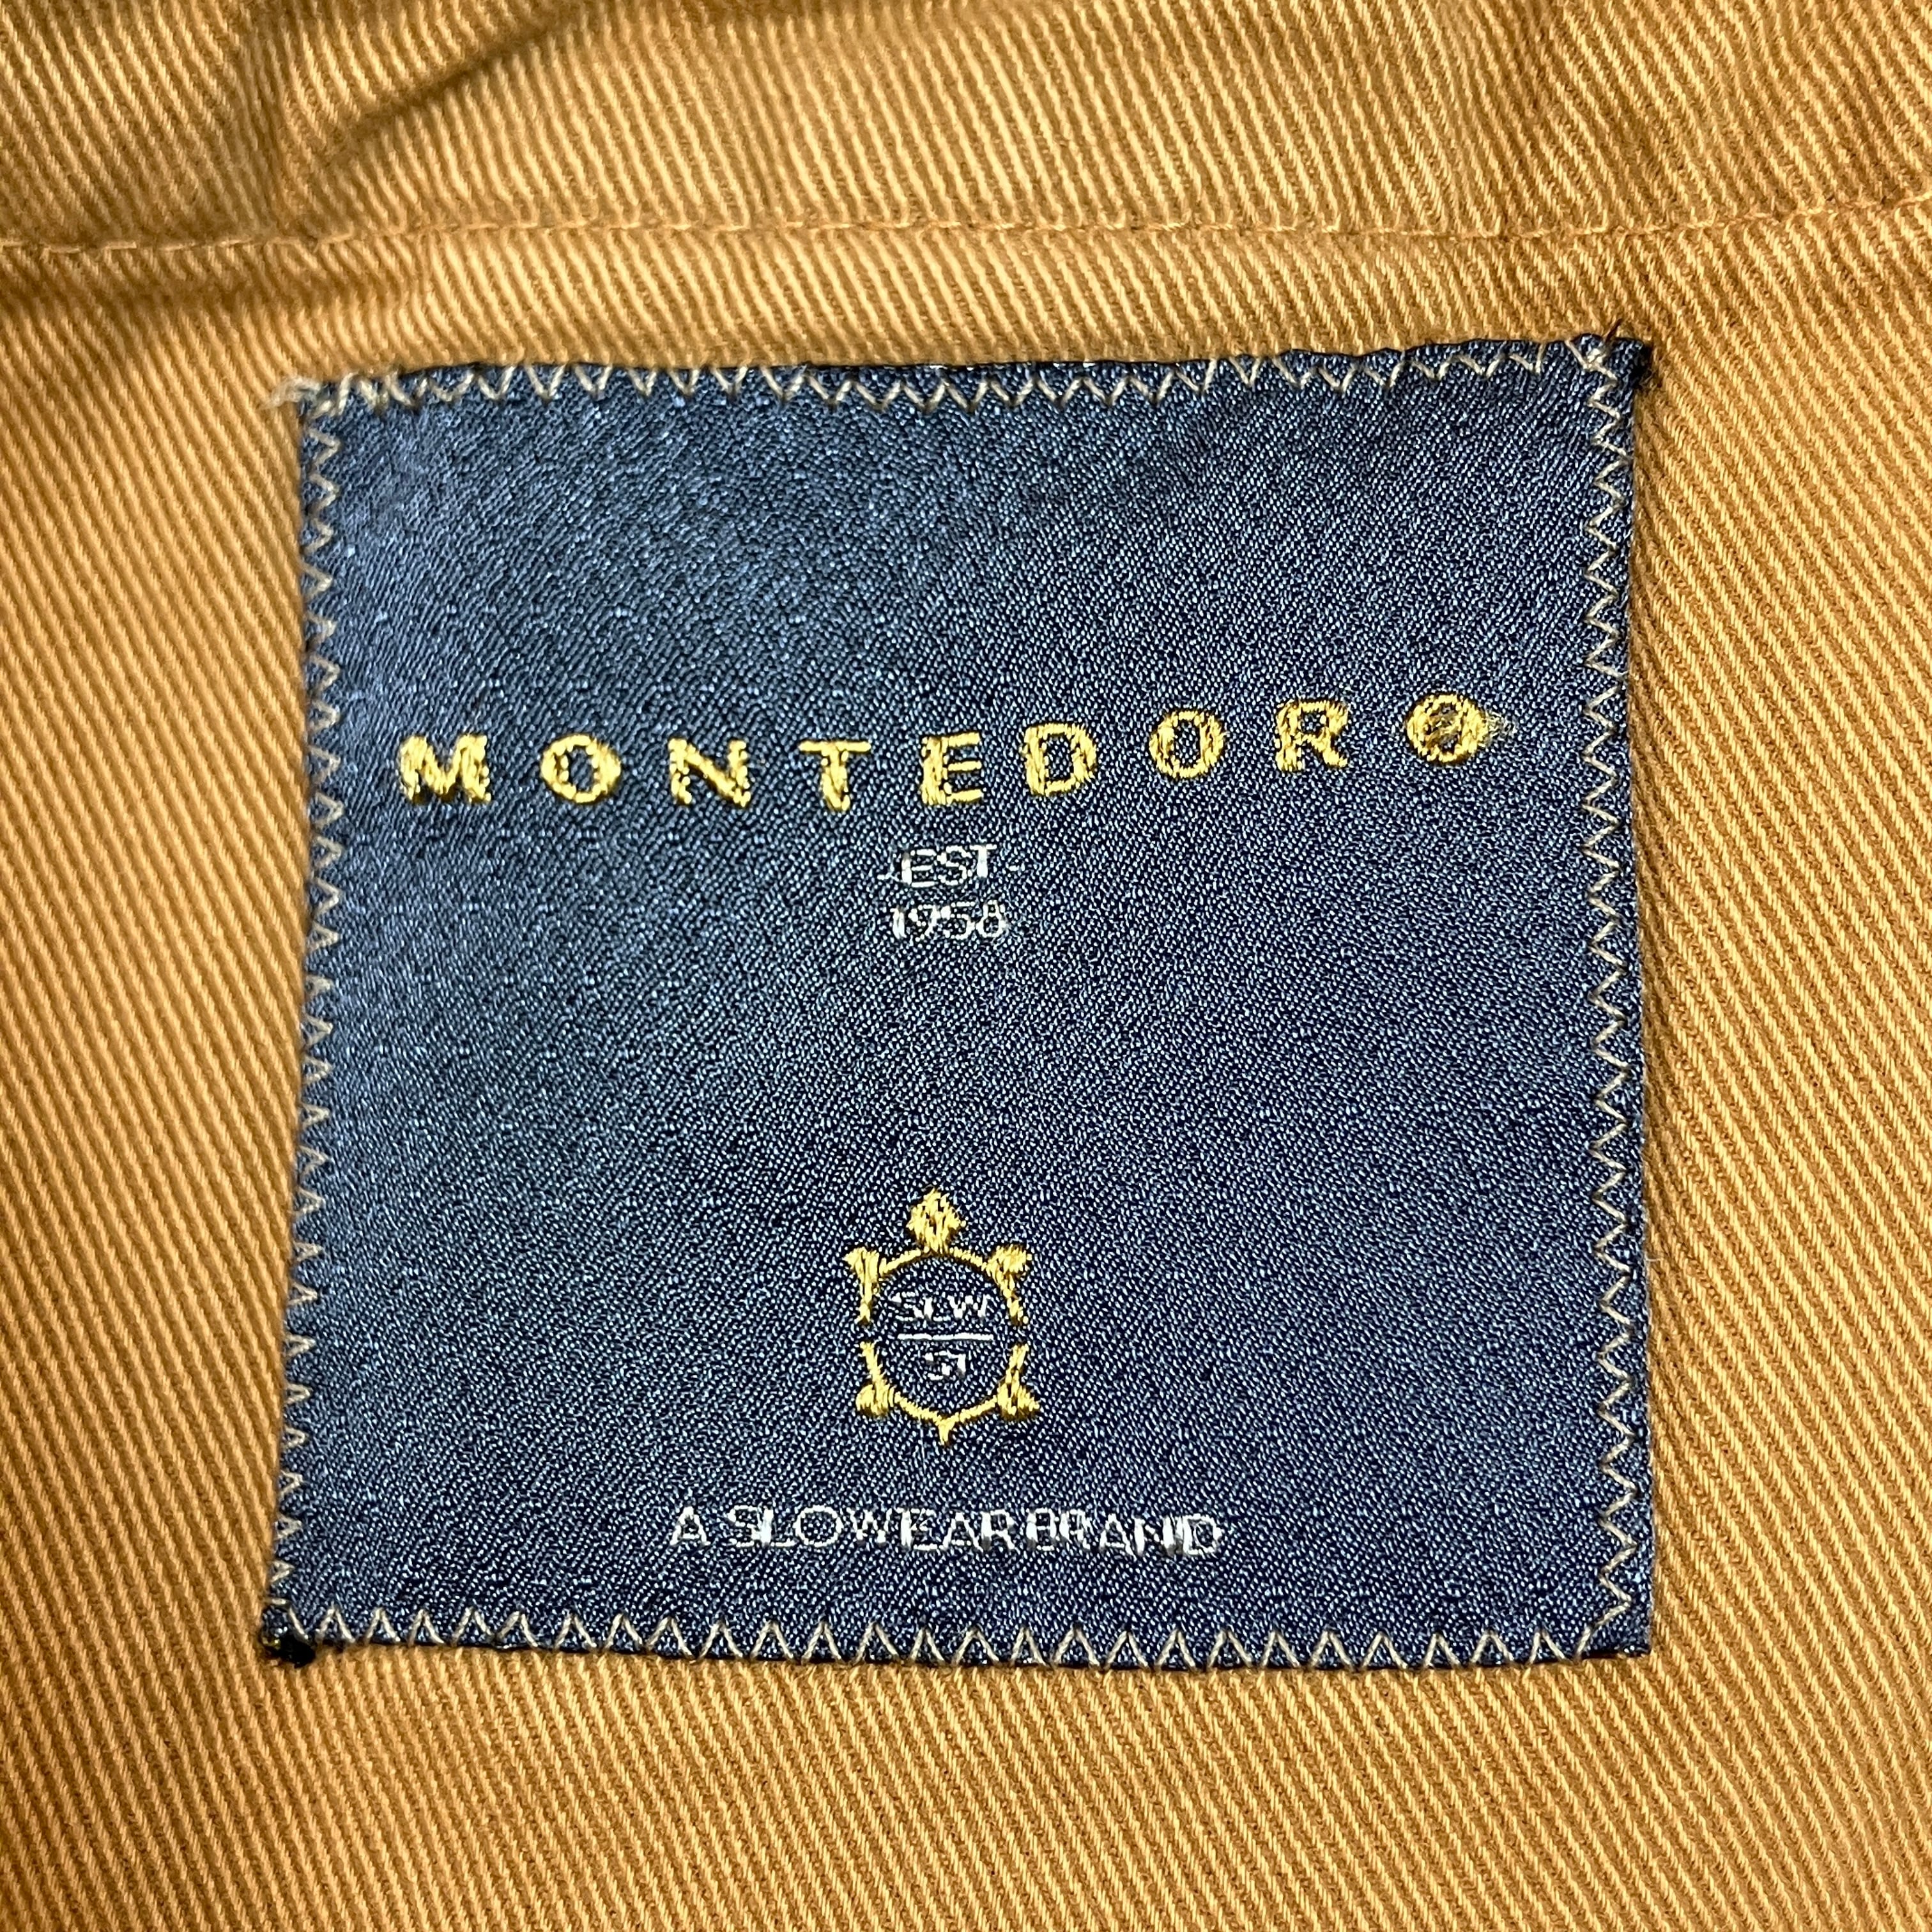 MONTEDORO
-EST-
1958
SLW
A SLOWEAR BRAND